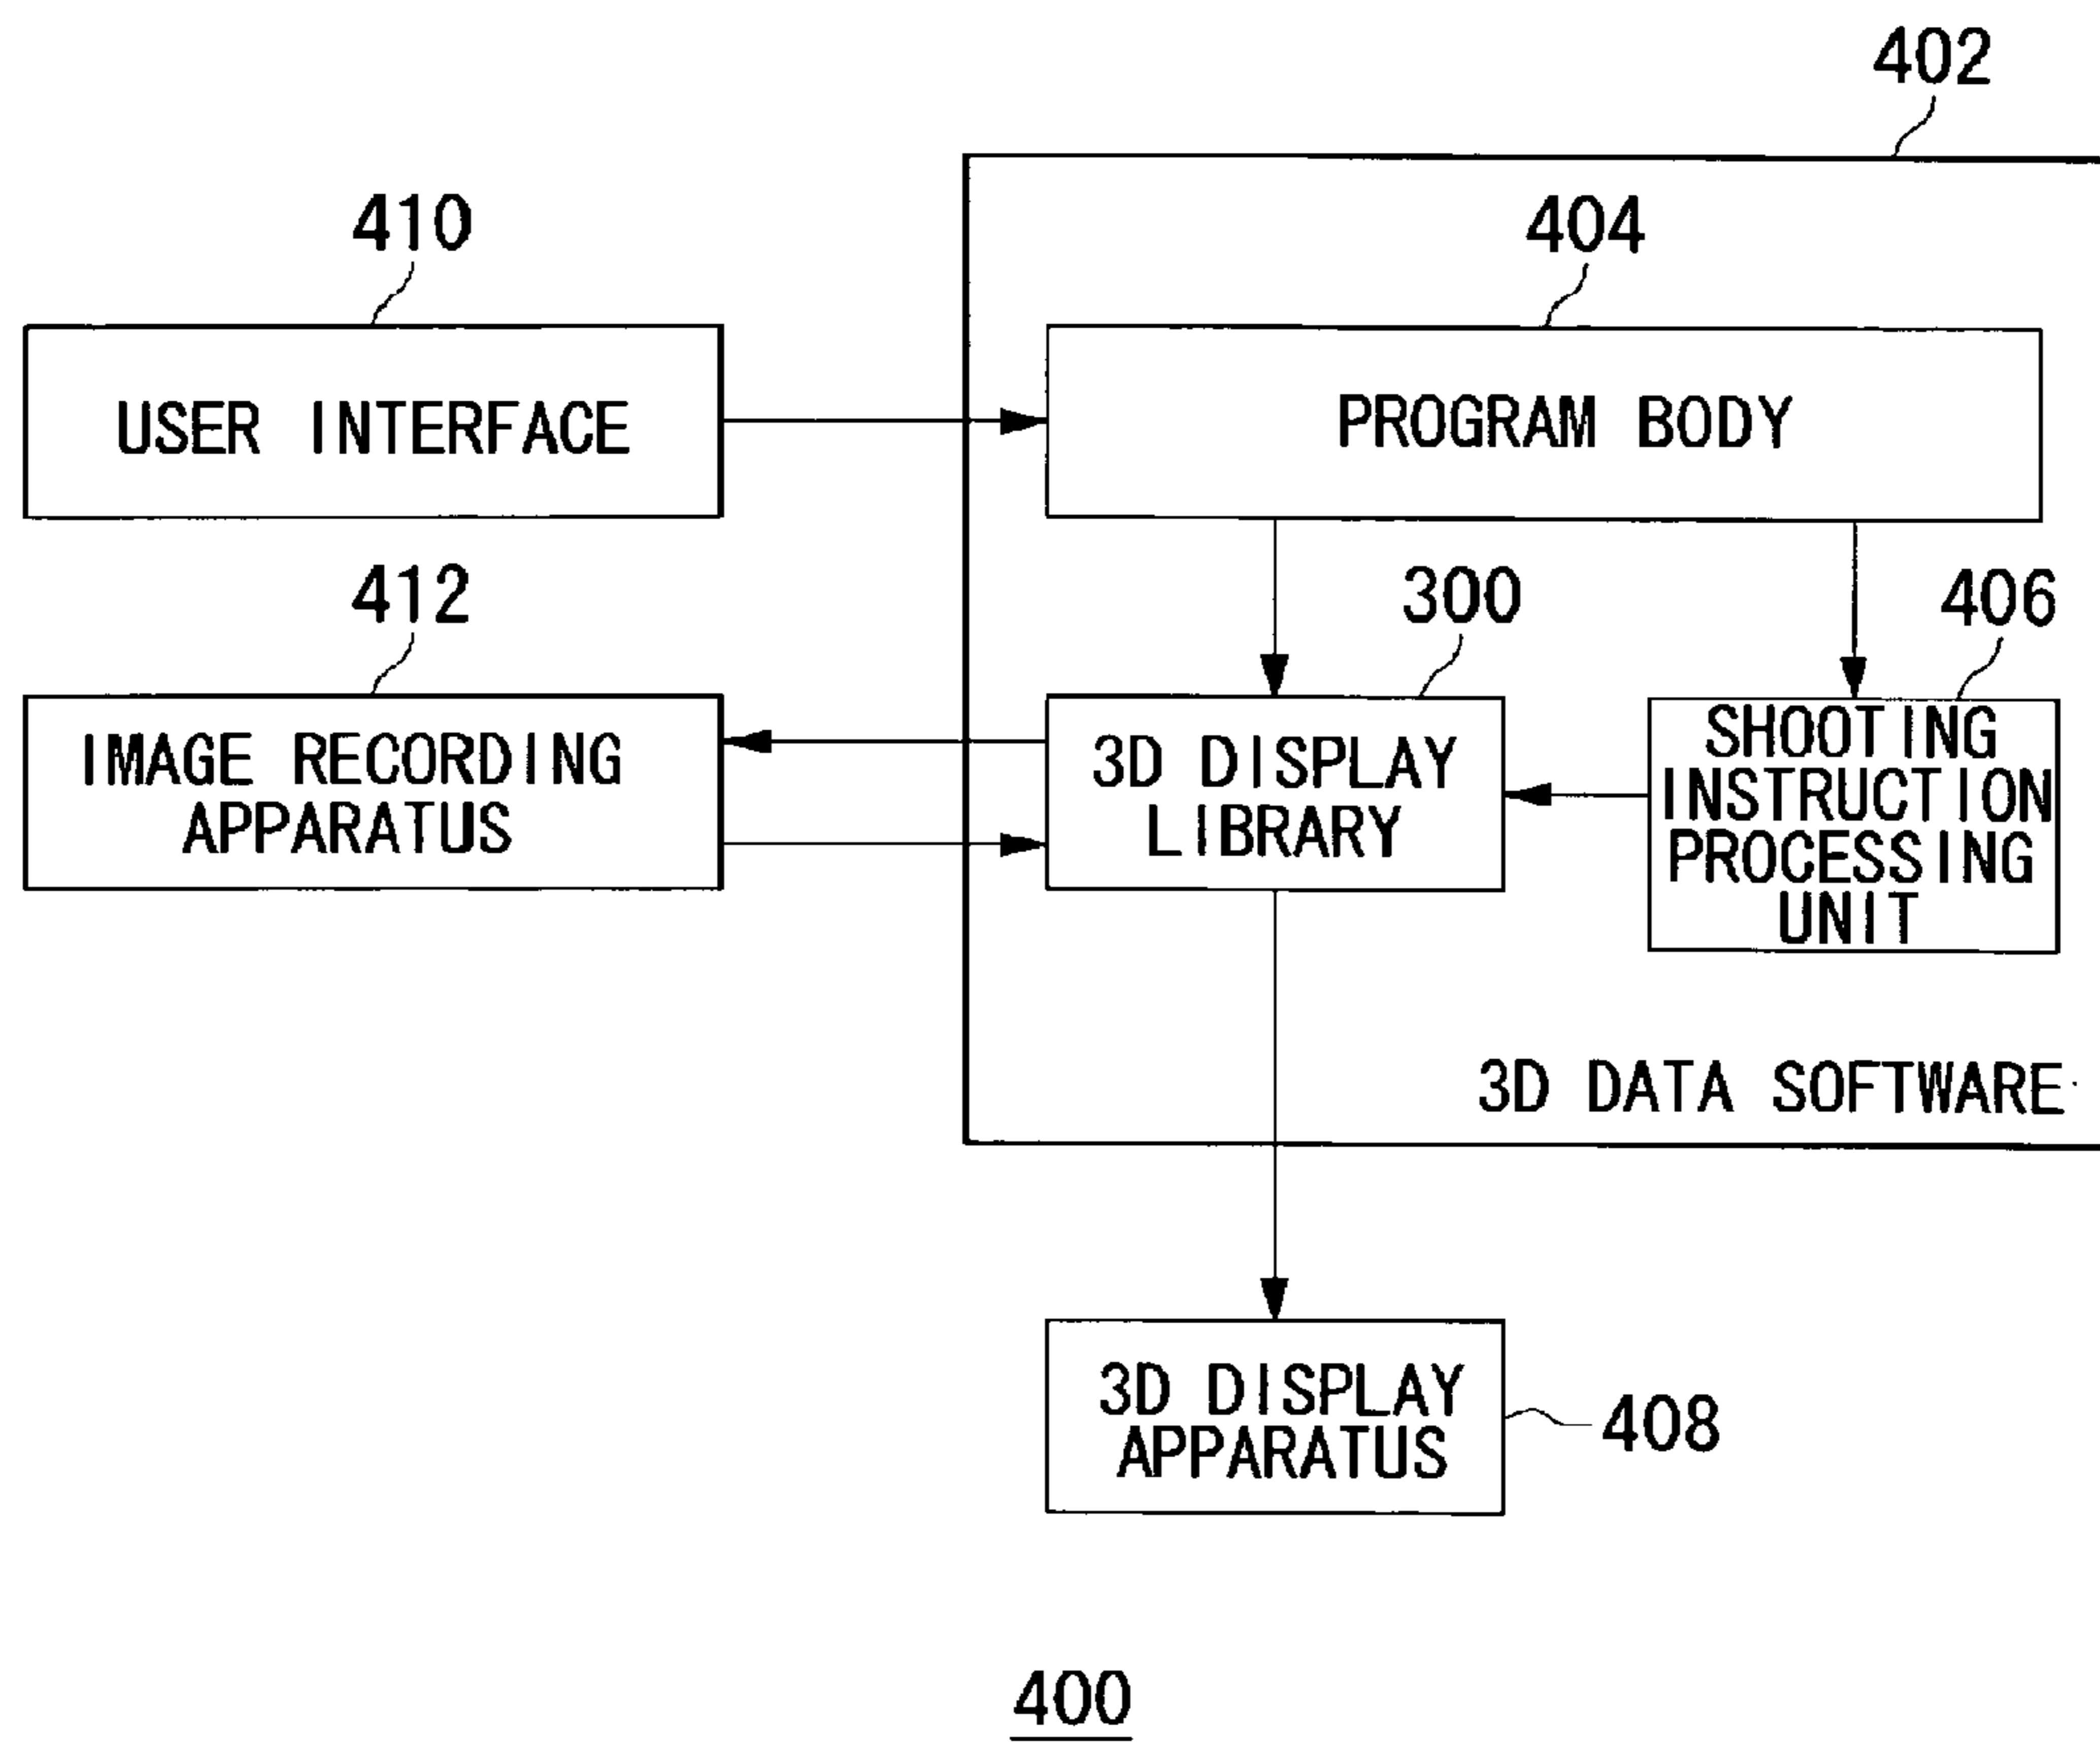 402
410
404
USER INTERFACE
PROGRAM BODY
412
300
406
IMAGE RECORDING
APPARATUS
3D DISPLAY
LIBRARY
SHOOTING
INSTRUCTION
PROCESSING
UNIT
3D DATA SOFTWARE
3D DISPLAY
APPARATUS
408
400